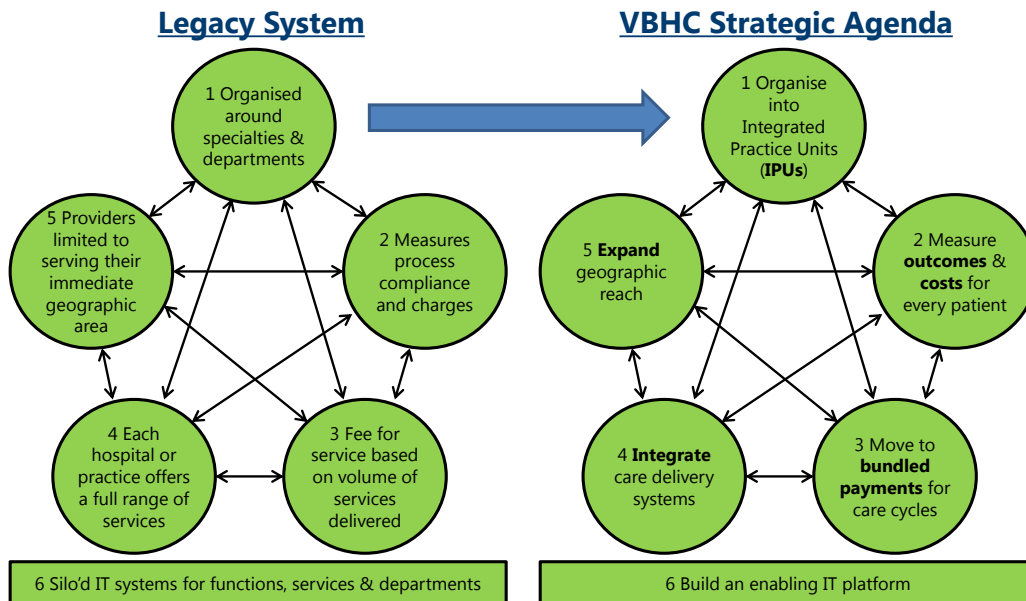 Legacy System
1 Organised
around
specialties &
departments
5 Providers
limited to
serving their
immediate
geographic
area
2 Measures
process
compliance
and charges
4 Each
hospital or
practice offers
a full range of
services
3 Fee for
service based
on volume of
services
delivered
6 Silo'd IT systems for functions, services & departments
VBHC Strategic Agenda
1 Organise
into
Integrated
Practice Units
(IPUs)
5 Expand
geographic
reach
2 Measure
outcomes &
costs for
every patient
4 Integrate
care delivery
systems
3 Move to
bundled
payments for
care cycles
6 Build an enabling IT platform